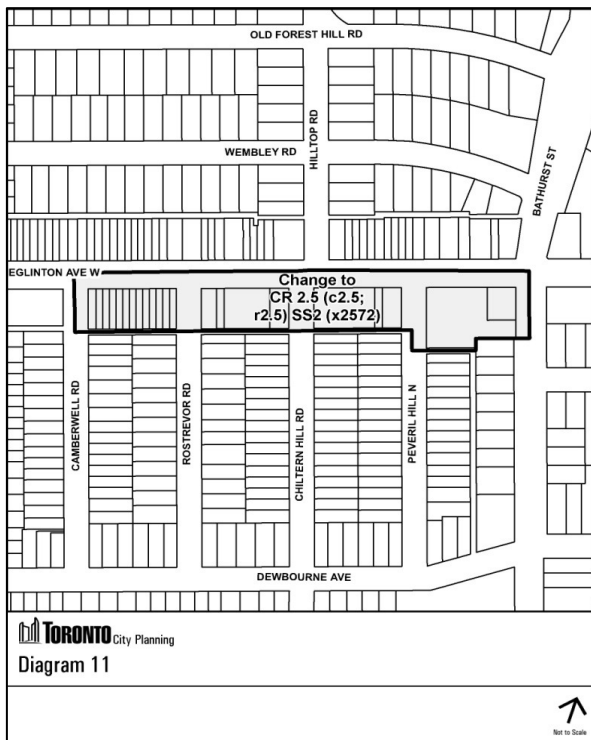 OLD FOREST HILL RD
HILLTOP RD
WEMBLEY RD
BATHURST ST
EGLINTON AVE W
Change to
CR 2.5 (c2.5;
r2.5) SS2 (x2572)
CAMBERWELL RD
ROSTREVOR RD
CHILTERN HILL RD
PEVERIL HILL N
DEWBOURNE AVE
TORONTO City Planning
Diagram 11
Not to Scale